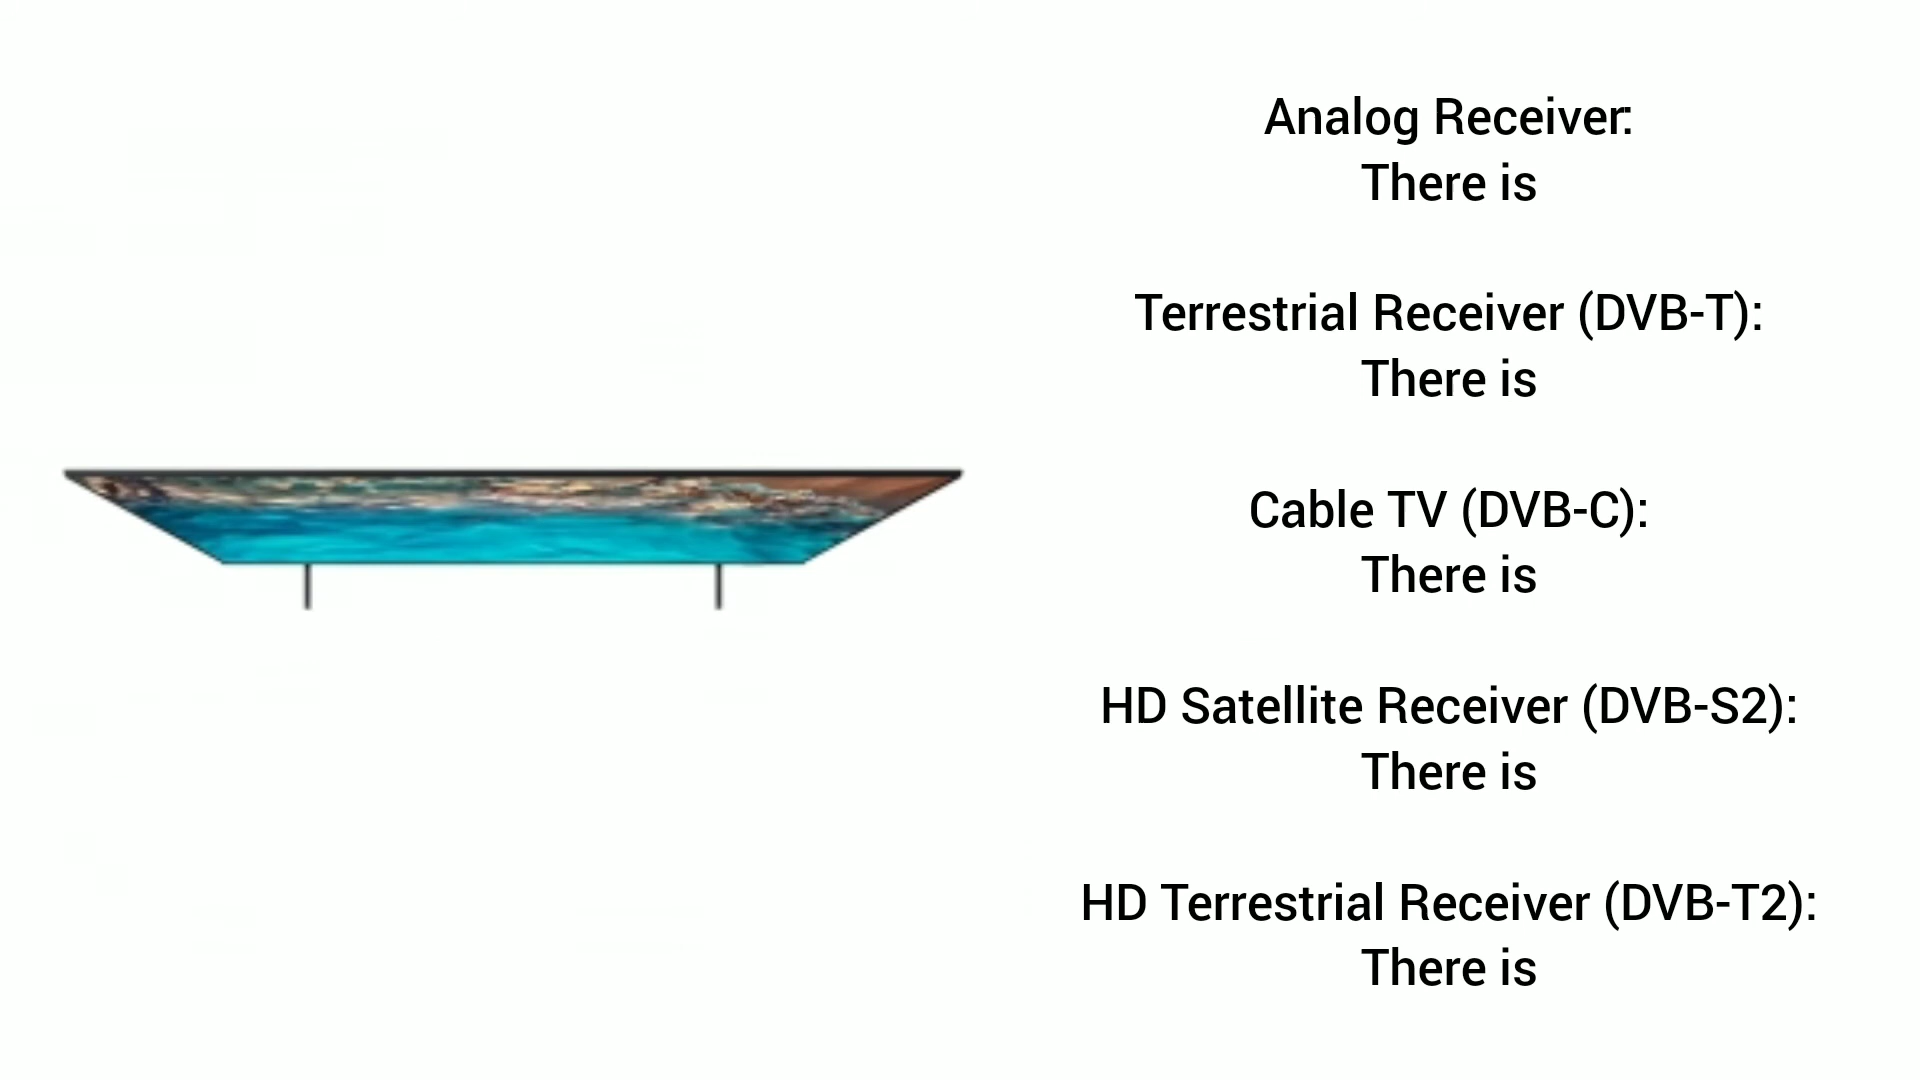 Analog Receiver:
There is
Terrestrial Receiver (DVB-T):
There is
Cable TV (DVB-C):
There is
HD Satellite Receiver (DVB-S2):
There is
HD Terrestrial Receiver (DVB-T2):
There is